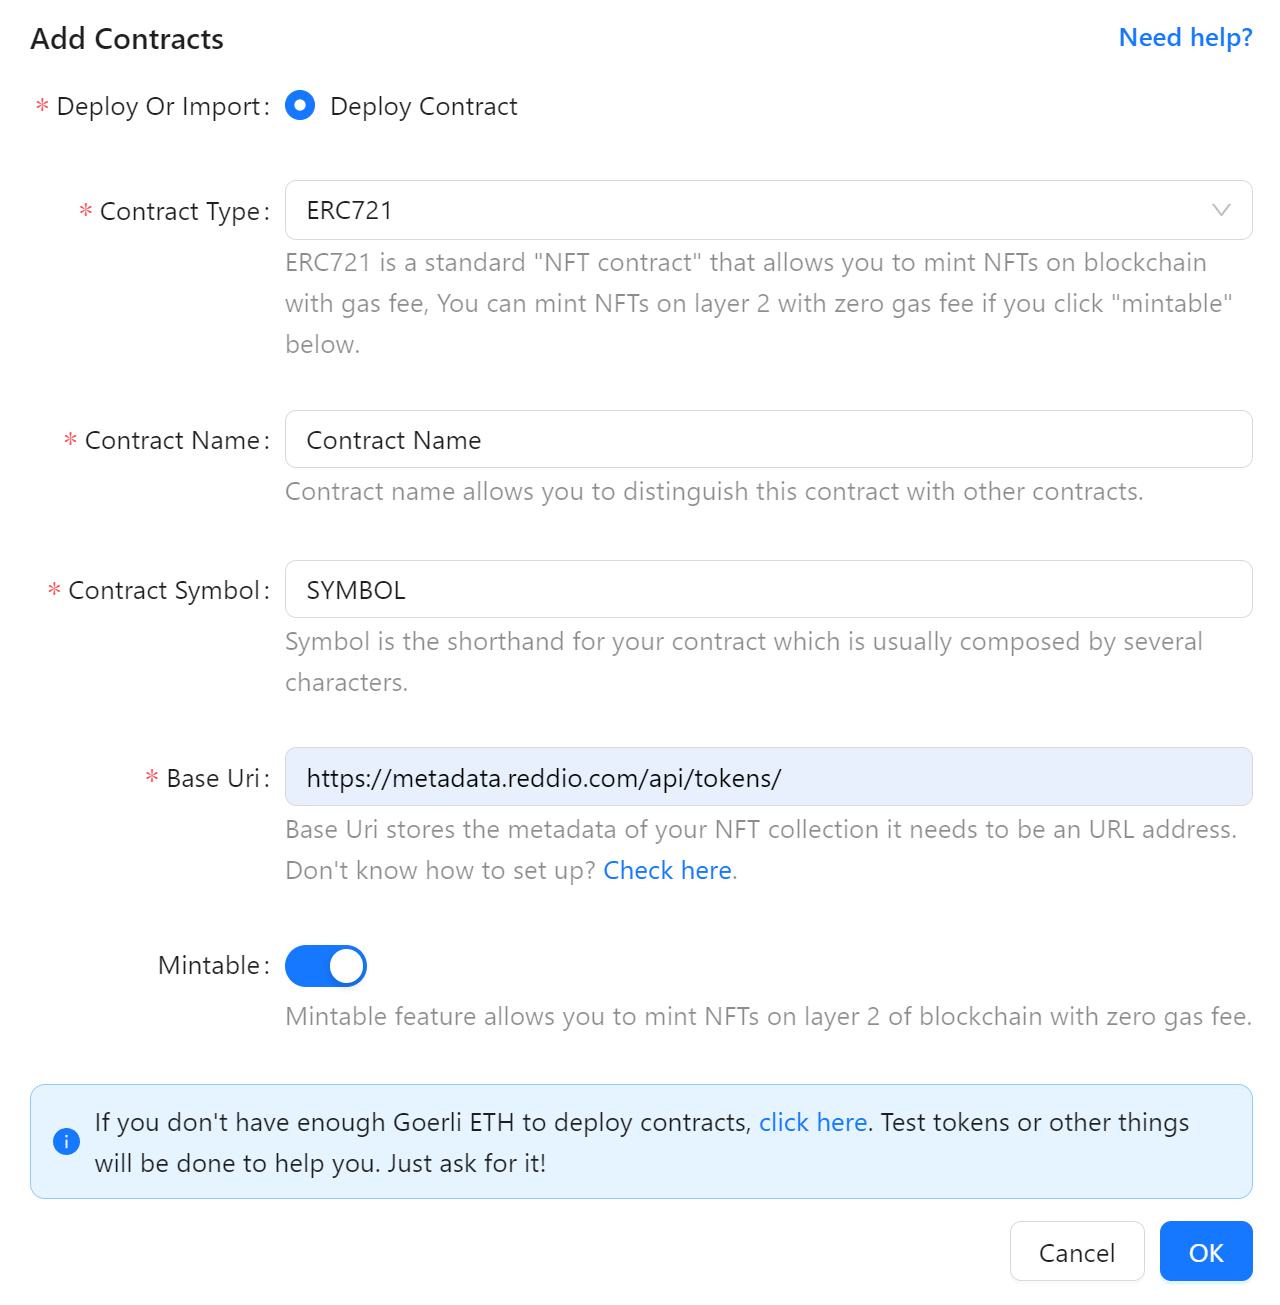 Add Contracts
Need help?
* Deploy Or Import: Deploy Contract
* Contract Type: ERC721
ERC721 is a standard "NFT contract" that allows you to mint NFTs on blockchain
with gas fee, You can mint NFTs on layer 2 with zero gas fee if you click "mintable"
below.
* Contract Name: Contract Name
Contract name allows you to distinguish this contract with other contracts.
* Contract Symbol: SYMBOL
Symbol is the shorthand for your contract which is usually composed by several
characters.
* Base Uri: https://metadata.reddio.com/api/tokens/
Base Uri stores the metadata of your NFT collection it needs to be an URL address.
Don't know how to set up? Check here.
Mintable:
Mintable feature allows you to mint NFTs on layer 2 of blockchain with zero gas fee.
If you don't have enough Goerli ETH to deploy contracts, click here. Test tokens or other things
will be done to help you. Just ask for it!
Cancel
OK